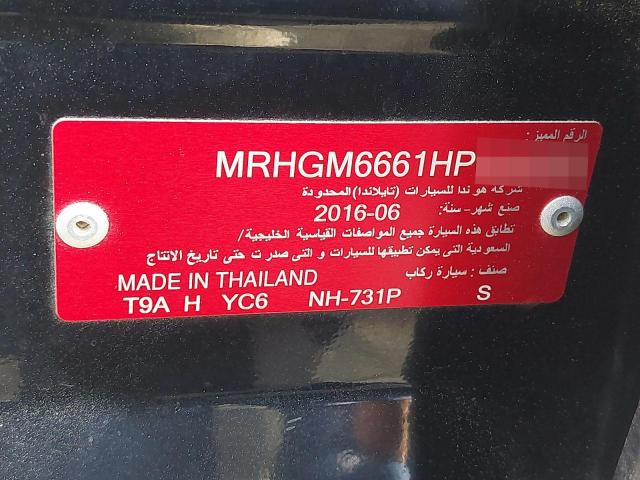 الرقم المميز :
MRHGM6661HP
شركه هوندا للسيارات (تايلاندا) المحدودة
صنع شهر- سنة: 2016-06
تطابق هذه السيارة جميع المواصفات القياسية الخليجية/
السعودية التى يمكن تطبيقها للسيارات و التى صدرت حتى تاريخ الانتاج
صنف : سيارة ركاب
MADE IN THAILAND
T9A H YC6 NH-731P S